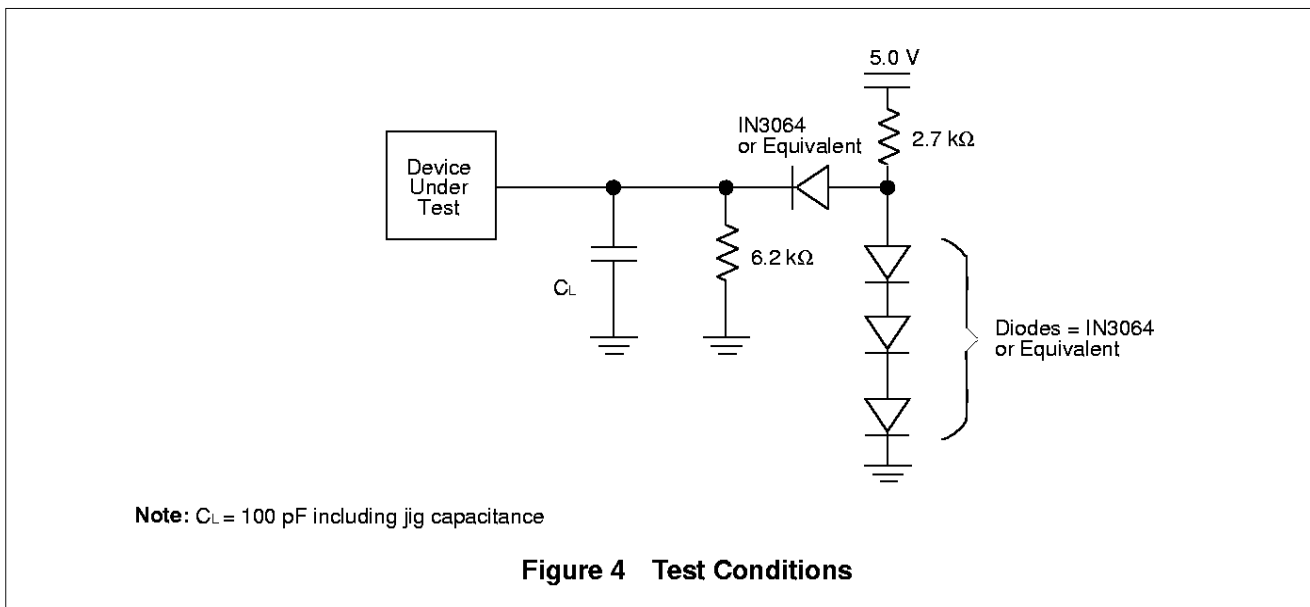 5.0 V
IN3064
or Equivalent
2.7 kΩ
Device
Under
Test
6.2 kΩ
CL
Diodes = IN3064
or Equivalent
Note: CL = 100 pF including jig capacitance
Figure 4 Test Conditions